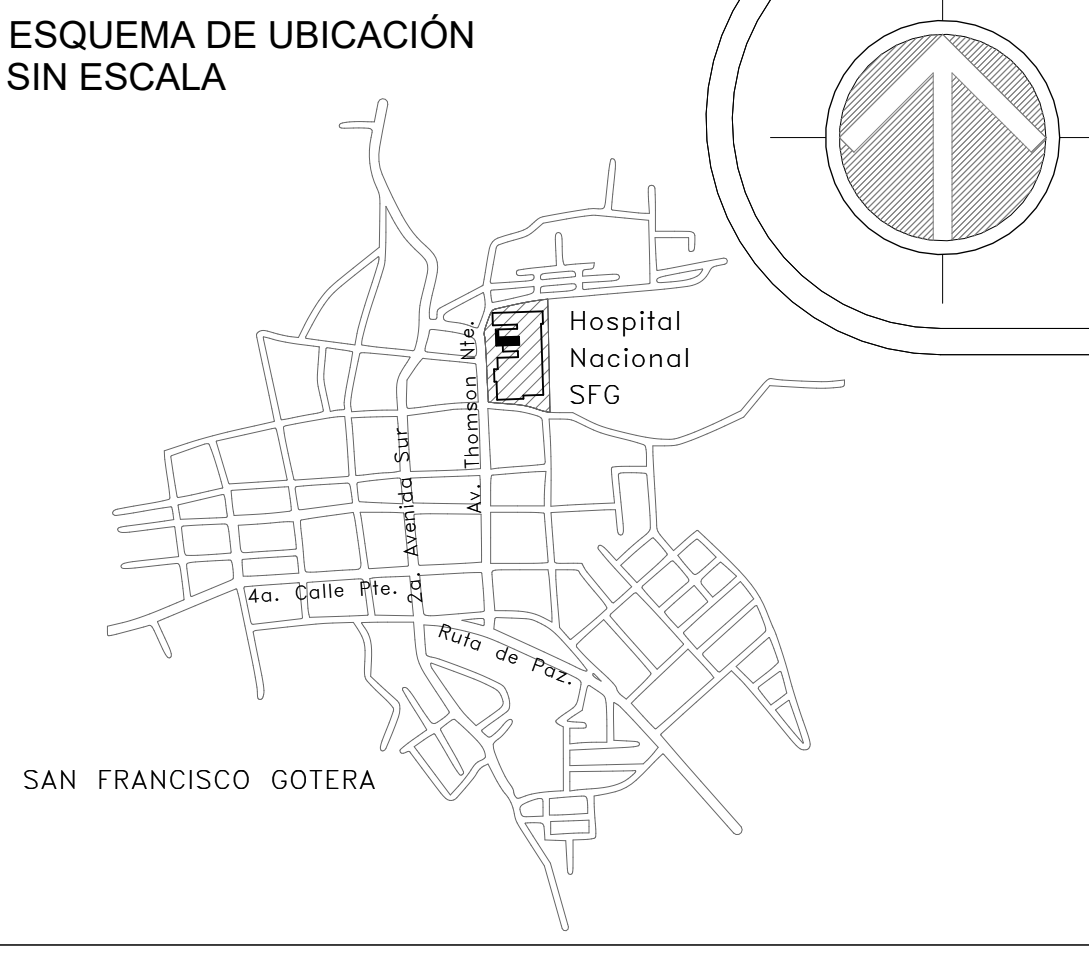 ESQUEMA DE UBICACIÓN
SIN ESCALA
Hospital
Nacional
SFG
Av. Thomson Nte.
2a. Avenida Sur
4a. Calle Pte.
Ruta de Paz.
SAN FRANCISCO GOTERA